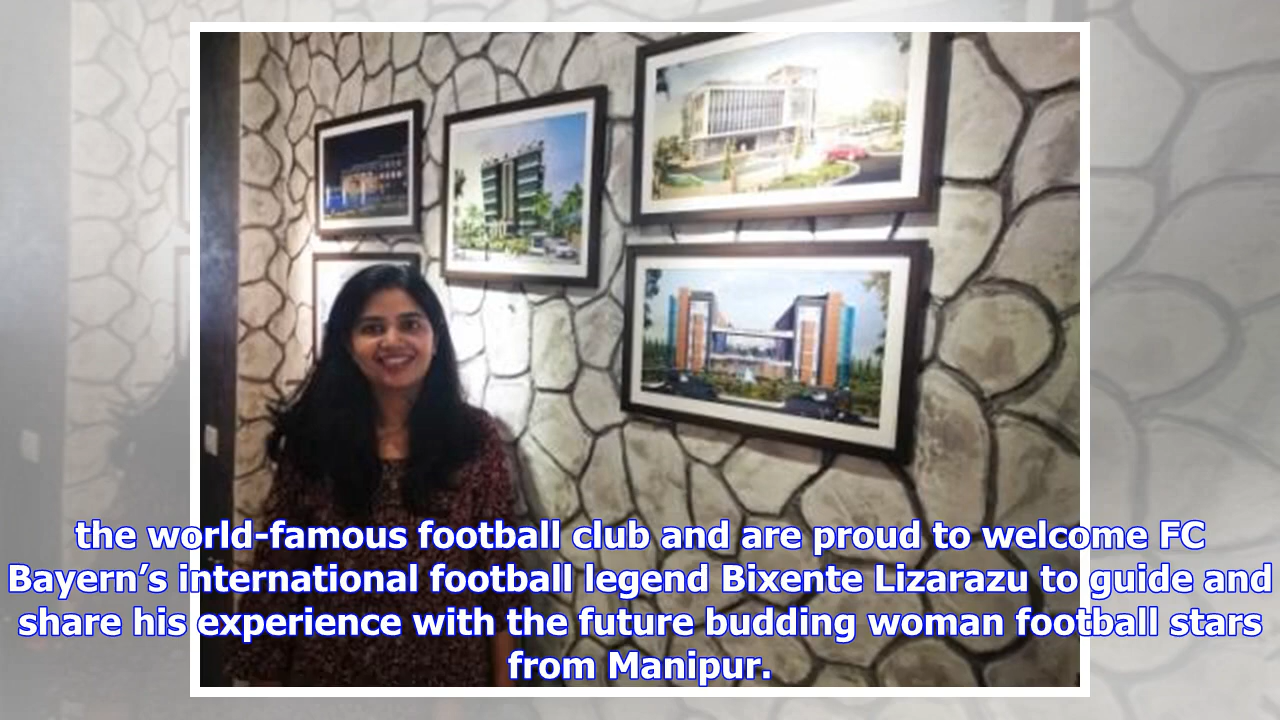 the world-famous football club and are proud to welcome FC
Bayern’s international football legend Bixente Lizarazu to guide and
share his experience with the future budding woman football stars
from Manipur.